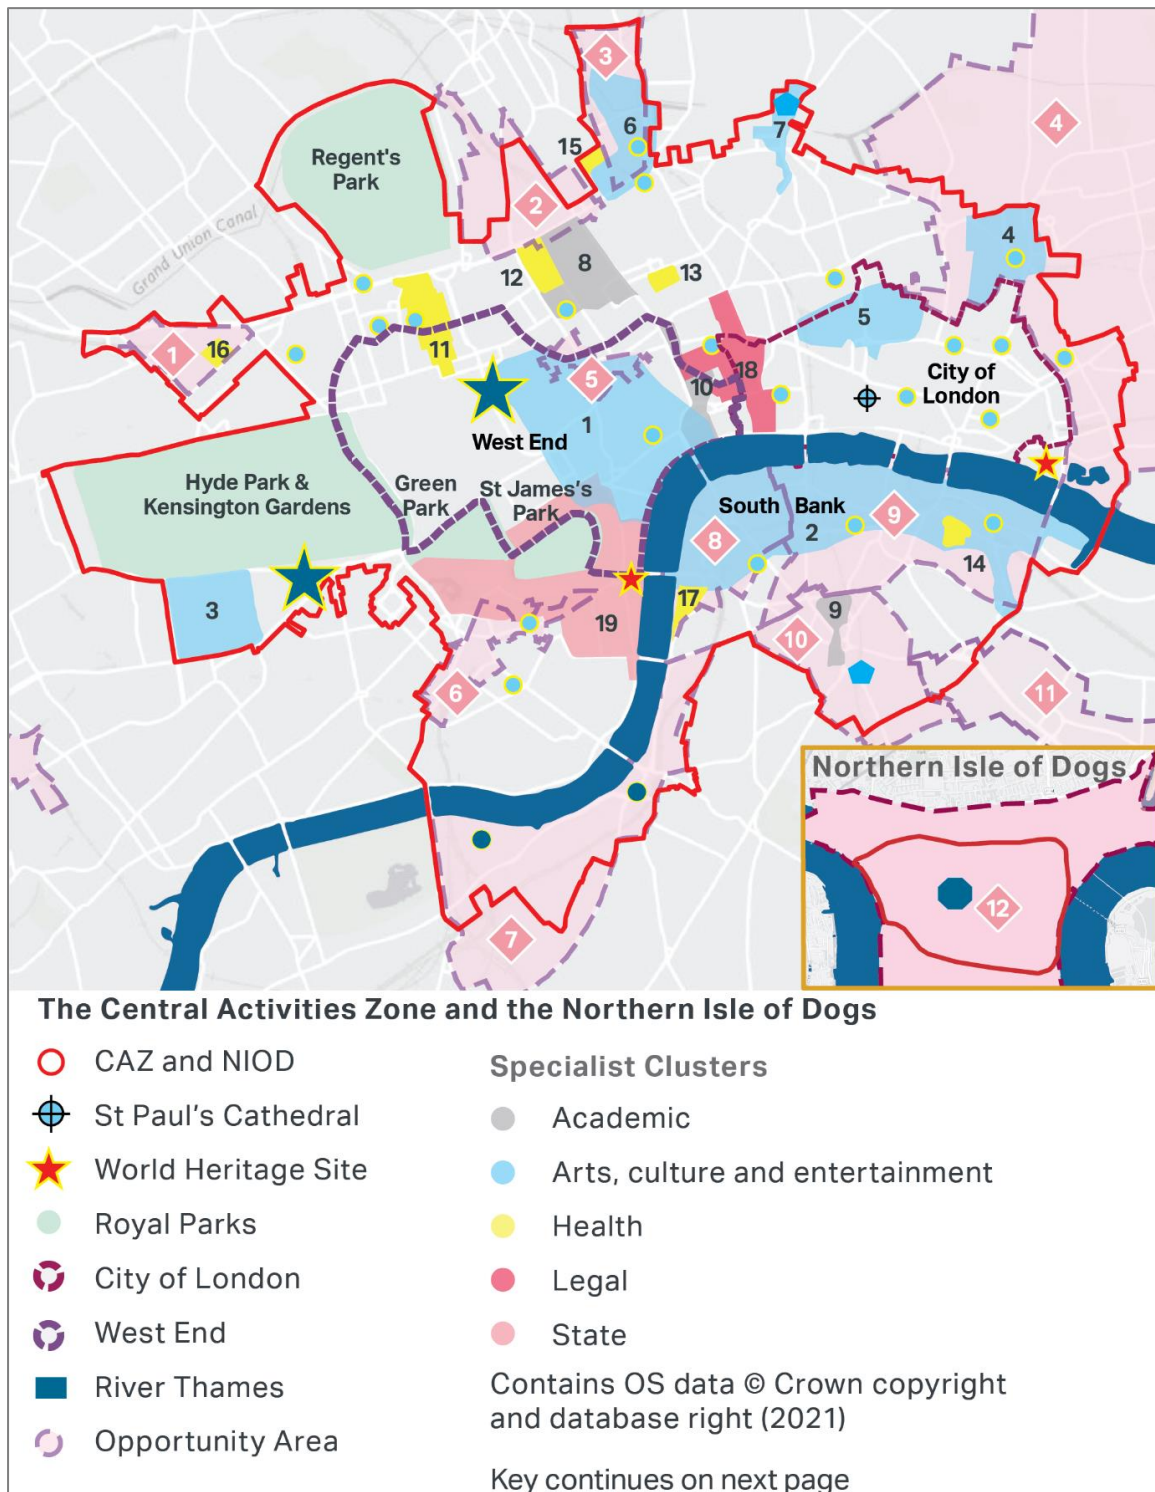 3
4
6
7
15
Regent's
Park
2
4
Grand Union Canal
12
8
13
5
1
16
11
5
10
18
City of
London
1
West End
Hyde Park &
Kensington Gardens
Green
Park
St James's
Park
South Bank
9
2
8
14
3
17
19
9
10
6
11
Northern Isle of Dogs
12
7
The Central Activities Zone and the Northern Isle of Dogs
CAZ and NIOD
St Paul's Cathedral
World Heritage Site
Royal Parks
City of London
West End
River Thames
Opportunity Area
Specialist Clusters
Academic
Arts, culture and entertainment
Health
Legal
State
Contains OS data © Crown copyright
and database right (2021)
Key continues on next page